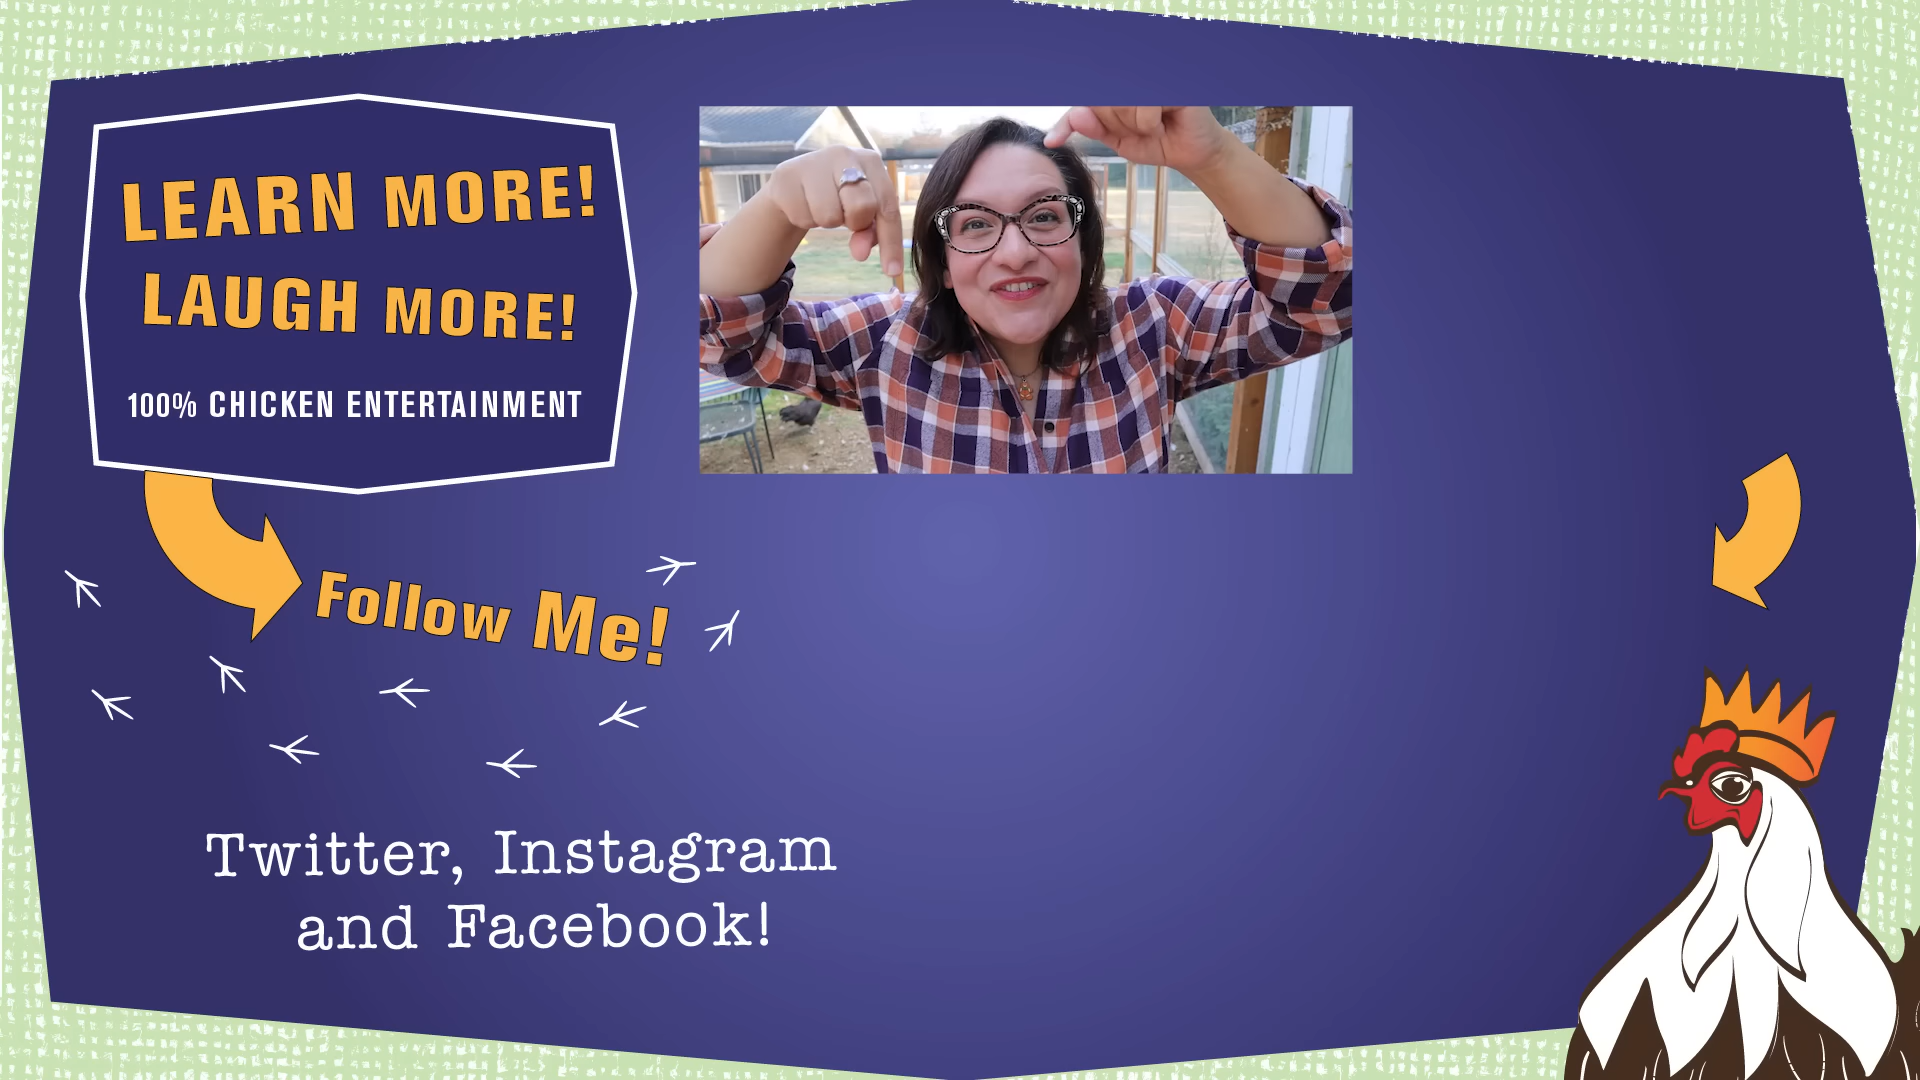 LEARN MORE!
LAUGH MORE!
100% CHICKEN ENTERTAINMENT
Follow Me!
Twitter, Instagram
and Facebook!